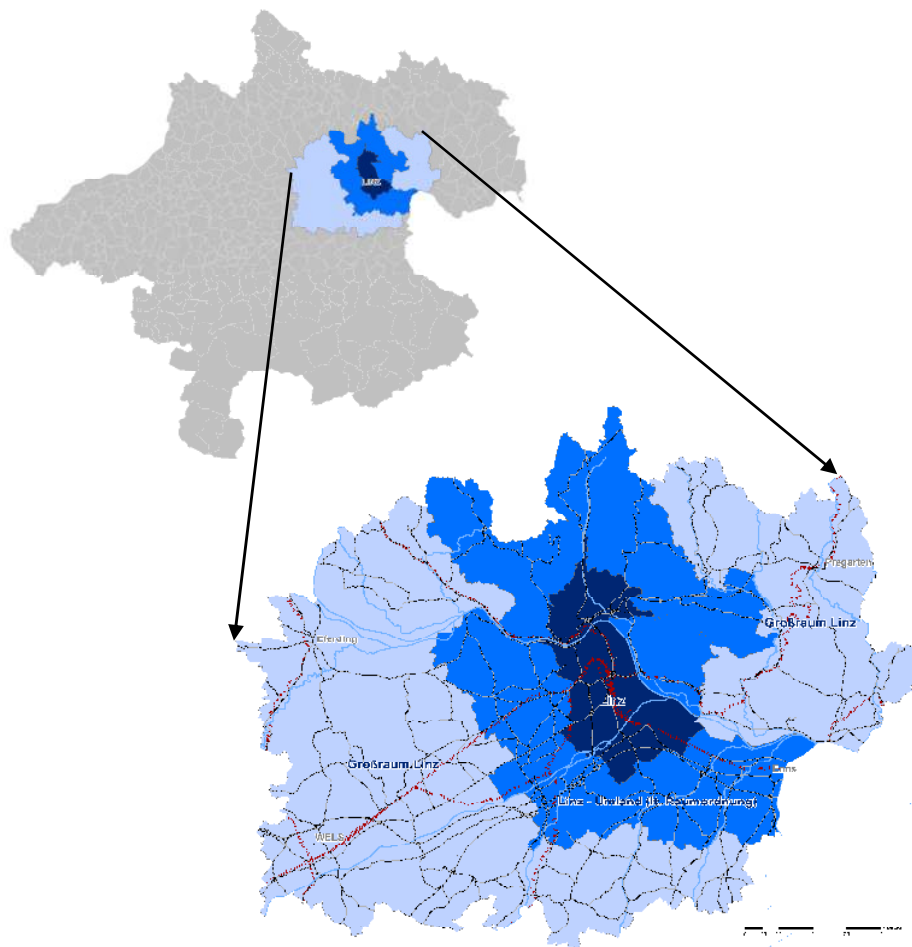 LINZ
Pregarten
Großraum Linz
Eferding
Linz
Großraum Linz
Enns
Linz - Umland (lt. Raumordnung)
WELS